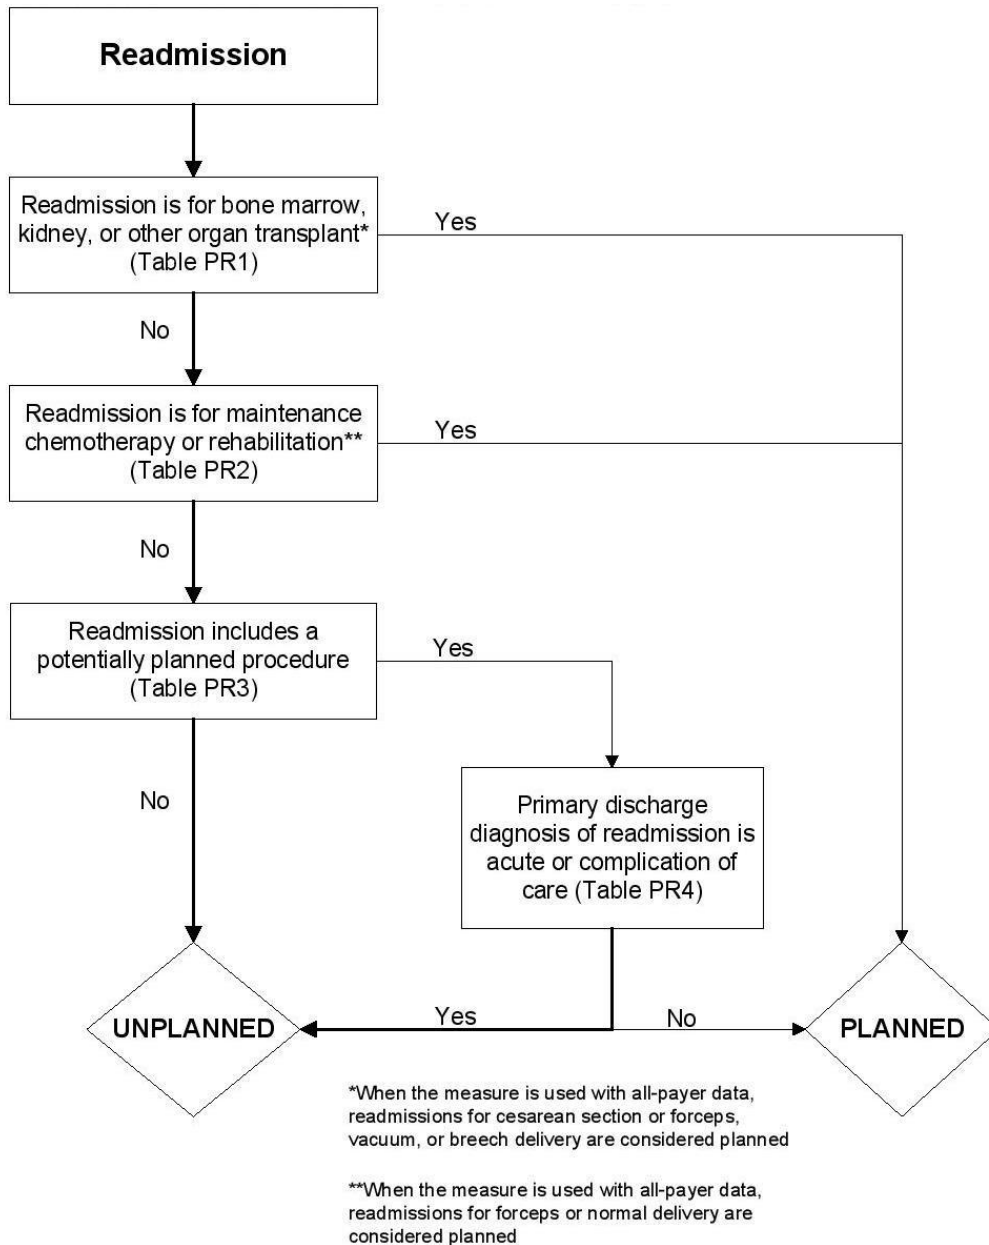 Readmission
Readmission is for bone marrow,
kidney, or other organ transplant*
(Table PR1)
Yes
No
Readmission is for maintenance
chemotherapy or rehabilitation**
(Table PR2)
Yes
No
Readmission includes a
potentially planned procedure
(Table PR3)
Yes
No
Primary discharge
diagnosis of readmission is
acute or complication of
care (Table PR4)
UNPLANNED
Yes
No
PLANNED
*When the measure is used with all-payer data,
readmissions for cesarean section or forceps,
vacuum, or breech delivery are considered planned
**When the measure is used with all-payer data,
readmissions for forceps or normal delivery are
considered planned